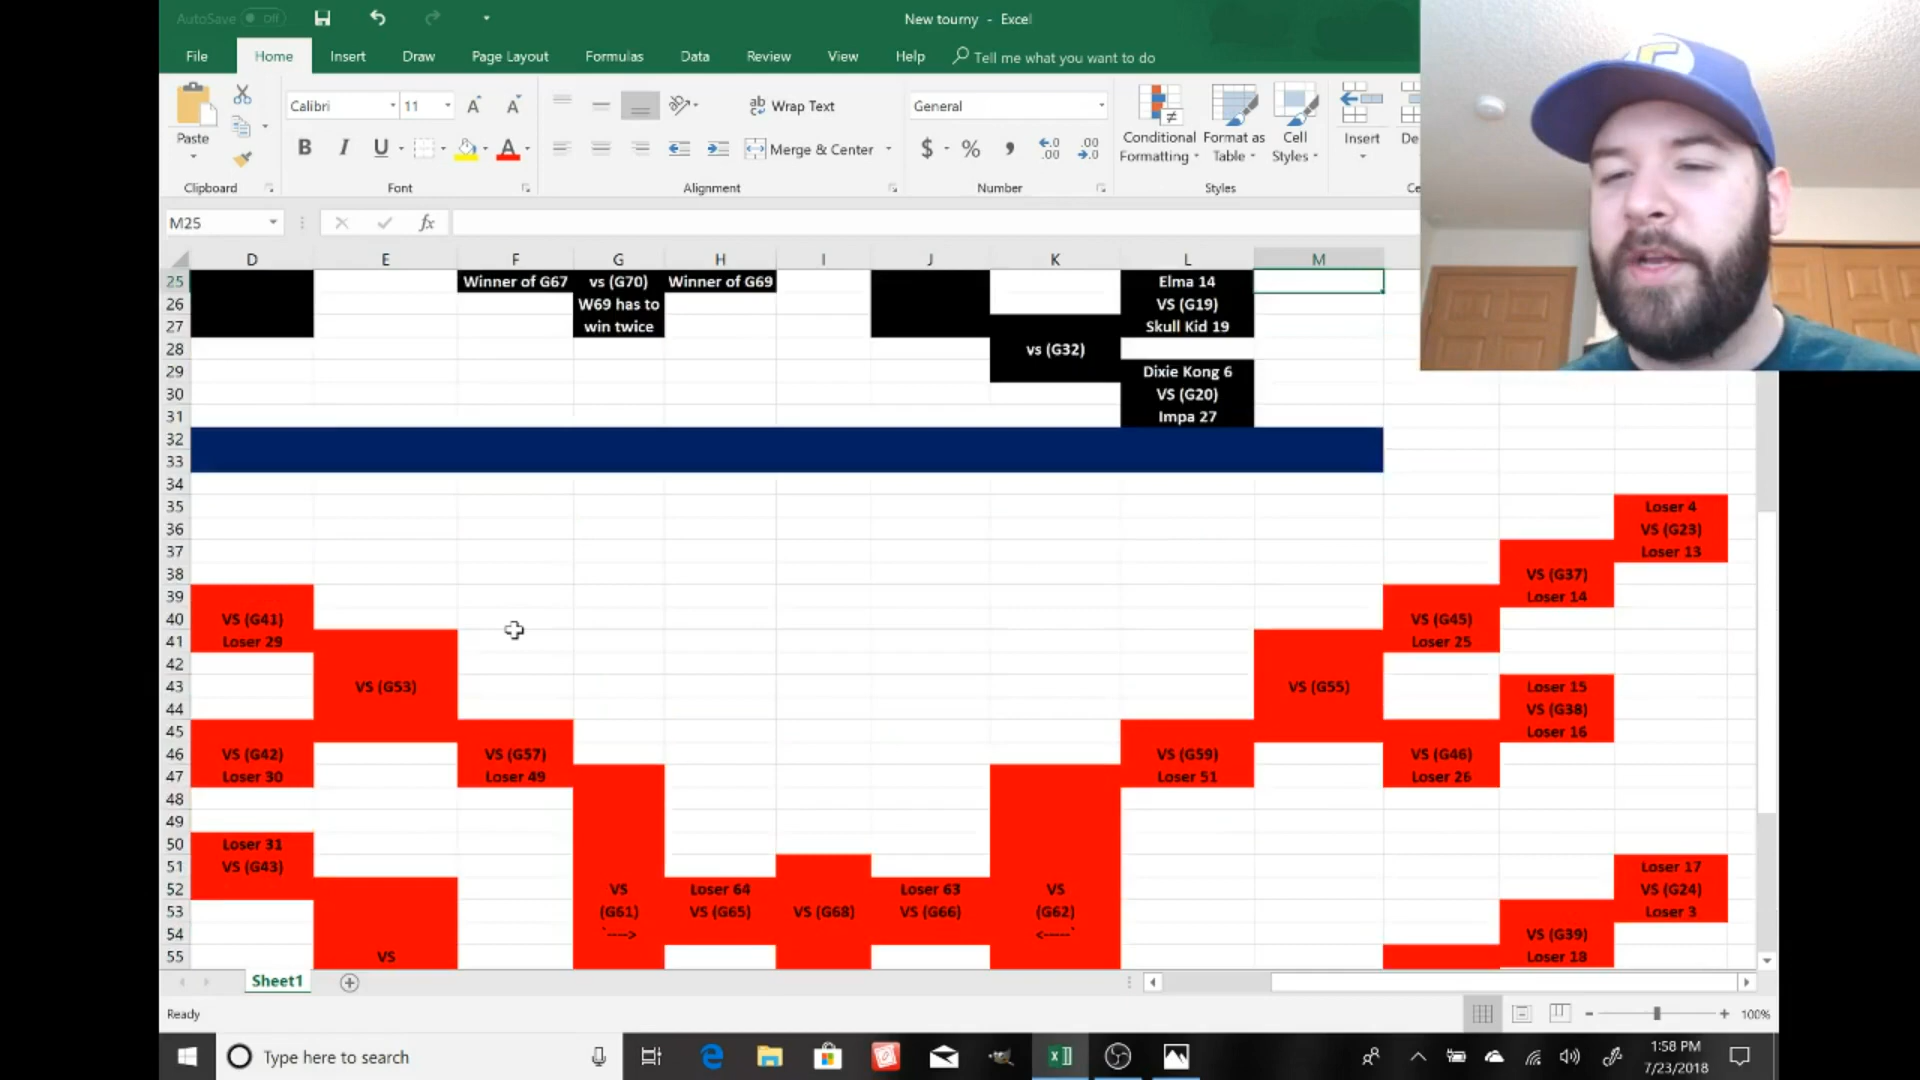 AutoSave Off
New tourny - Excel
File Home Insert Draw Page Layout Formulas Data Review View Help Tell me what you want to do
Paste
Calibri 11
B I U
Wrap Text
Merge & Center
General
$ % ,
Conditional Formatting
Format as Table
Cell Styles
Insert
De
Clipboard Font Alignment Number Styles Ce
M25
fx
D E F G H I J K L M
25 Winner of G67 vs (G70) Winner of G69 Elma 14
26 W69 has to VS (G19)
27 win twice Skull Kid 19
28 vs (G32)
29 Dixie Kong 6
30 VS (G20)
31 Impa 27
32
33
34
35 Loser 4
36 VS (G23)
37 Loser 13
38 VS (G37)
39 Loser 14
40 VS (G41) VS (G45)
41 Loser 29 Loser 25
42
43 VS (G53) VS (G55) Loser 15
44 VS (G38)
45 Loser 16
46 VS (G42) VS (G57) VS (G59) VS (G46)
47 Loser 30 Loser 49 Loser 51 Loser 26
48
49
50 Loser 31
51 VS (G43) Loser 17
52 VS Loser 64 Loser 63 VS VS (G24)
53 (G61) VS (G65) VS (G68) VS (G66) (G62) Loser 3
54 `----> <-----` VS (G39)
55 VS Loser 18
Sheet1
Ready
100%
Type here to search
1:58 PM
7/23/2018